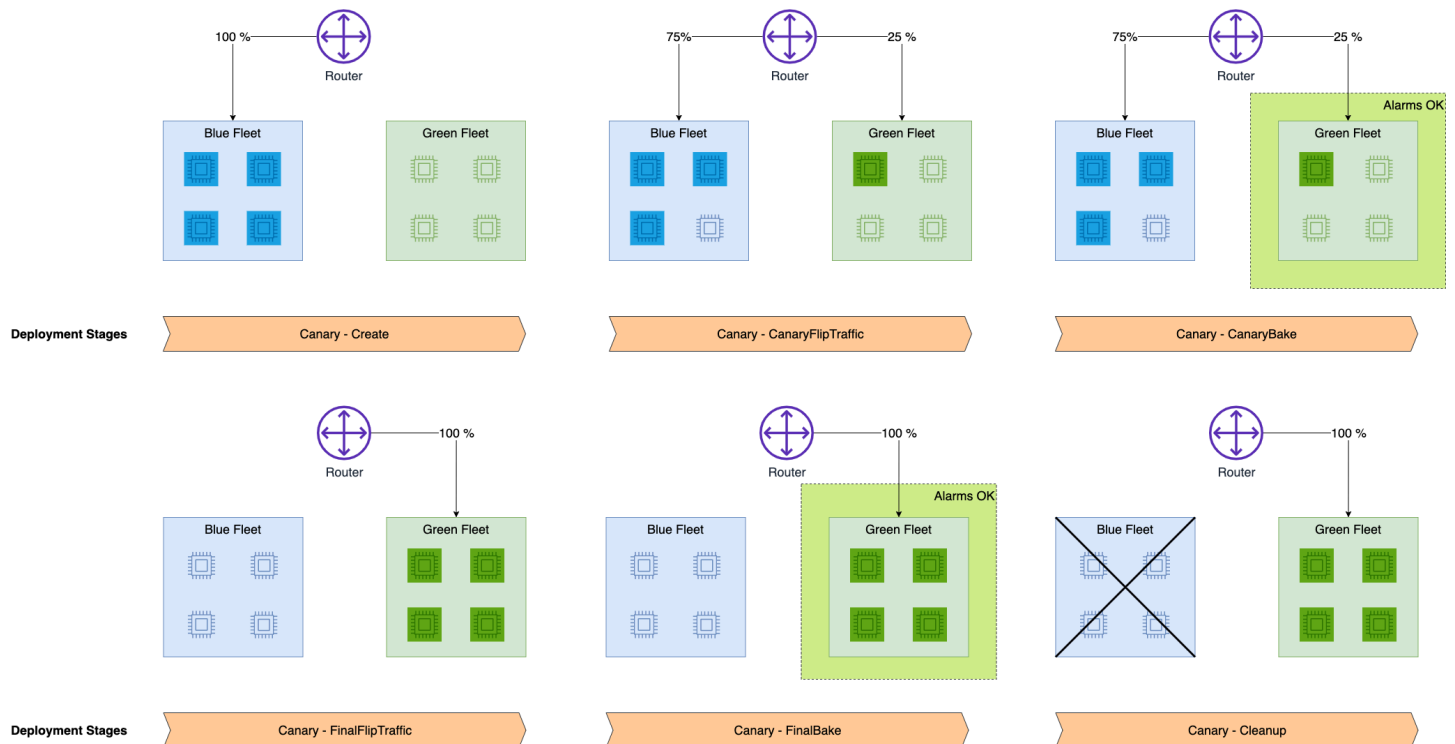 100 %
Router
Blue Fleet
Green Fleet
75%
25 %
Router
Blue Fleet
Green Fleet
75%
25 %
Router
Alarms OK
Blue Fleet
Green Fleet
Deployment Stages
Canary - Create
Canary - CanaryFlipTraffic
Canary - CanaryBake
100 %
Router
Blue Fleet
Green Fleet
100 %
Router
Alarms OK
Blue Fleet
Green Fleet
100 %
Router
Blue Fleet
Green Fleet
Deployment Stages
Canary - FinalFlipTraffic
Canary - FinalBake
Canary - Cleanup